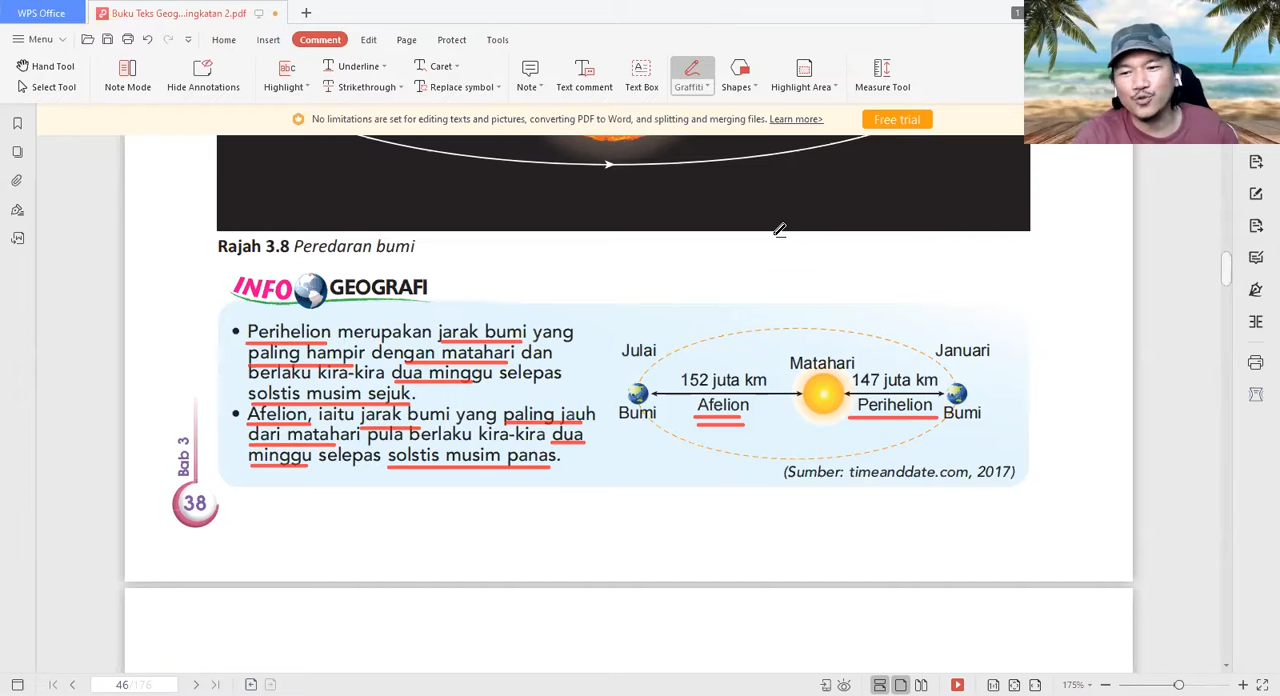 WPS Office
Buku Teks Geog...ingkatan 2.pdf
1
Menu
Home Insert Comment Edit Page Protect Tools
Hand Tool
Select Tool
Note Mode
Hide Annotations
Highlight
Underline
Strikethrough
Caret
Replace symbol
Note
Text comment
Text Box
Graffiti
Shapes
Highlight Area
Measure Tool
No limitations are set for editing texts and pictures, converting PDF to Word, and splitting and merging files. Learn more>
Free trial
Rajah 3.8 Peredaran bumi
INFO GEOGRAFI
• Perihelion merupakan jarak bumi yang
paling hampir dengan matahari dan
berlaku kira-kira dua minggu selepas
solstis musim sejuk.
• Afelion, iaitu jarak bumi yang paling jauh
dari matahari pula berlaku kira-kira dua
minggu selepas solstis musim panas.
Julai
Matahari
Januari
152 juta km
147 juta km
Afelion
Perihelion
Bumi
Bumi
(Sumber: timeanddate.com, 2017)
Bab 3
38
46/176
175%